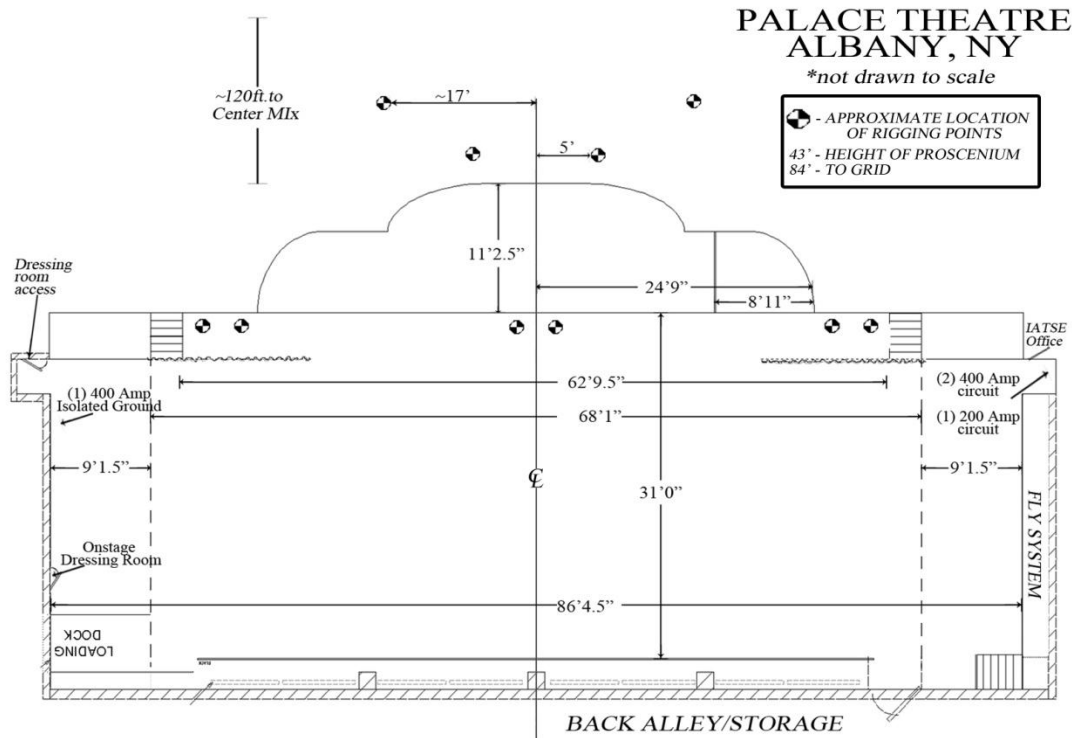 PALACE THEATRE
ALBANY, NY
*not drawn to scale
- APPROXIMATE LOCATION
OF RIGGING POINTS
43' - HEIGHT OF PROSCENIUM
84' - TO GRID
~120ft.to
Center MIx
~17'
5'
11'2.5”
24'9”
8'11”
Dressing
room
access
IATSE
Office
62'9.5”
(1) 400 Amp
Isolated Ground
(2) 400 Amp
circuit
68'1”
(1) 200 Amp
circuit
9'1.5”
9'1.5”
℄
31'0”
FLY SYSTEM
Onstage
Dressing Room
86'4.5”
LOADING
DOCK
BACK ALLEY/STORAGE